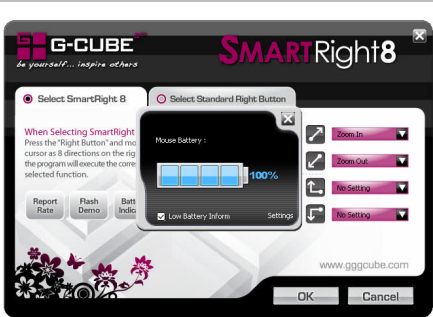 G-CUBE
be yourself... inspire others
SMARTRight8
Select SmartRight 8
Select Standard Right Button
When Selecting SmartRight
Press the "Right Button" and mo
cursor as 8 directions on the rig
the program will execute the corre
selected function.
Report Rate
Flash Demo
Batt
Indica
Mouse Battery :
100%
Low Battery Inform
Settings
Zoom In
Zoom Out
No Setting
No Setting
www.gggcube.com
OK
Cancel